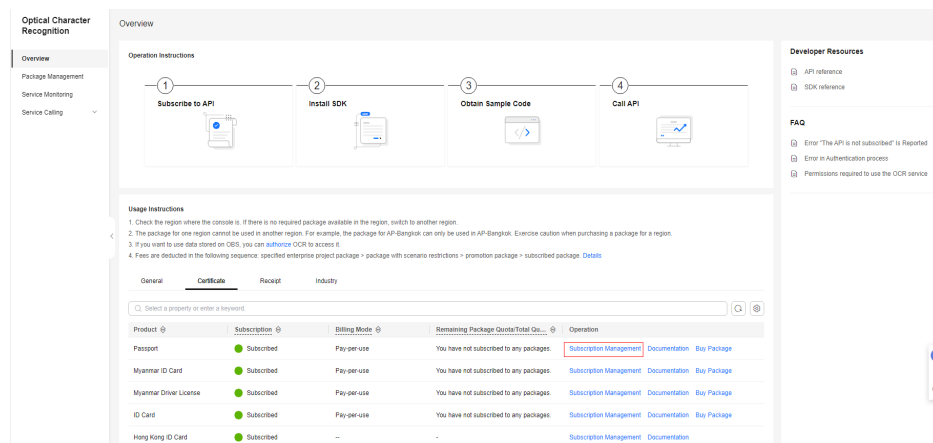 Optical Character
Recognition
Overview
Package Management
Service Monitoring
Service Calling
Overview
Operation Instructions
1
Subscribe to API
2
Install SDK
3
Obtain Sample Code
4
Call API
Usage Instructions
1. Check the region where the console is. If there is no required package available in the region, switch to another region.
2. The package for one region cannot be used in another region. For example, the package for AP-Bangkok can only be used in AP-Bangkok. Exercise caution when purchasing a package for a region.
3. If you want to use data stored on OBS, you can authorize OCR to access it.
4. Fees are deducted in the following sequence: specified enterprise project package > package with scenario restrictions > promotion package > subscribed package. Details
General Certificate Receipt Industry
Select a property or enter a keyword.
Product Subscription Billing Mode Remaining Package Quota/Total Qu... Operation
Passport Subscribed Pay-per-use You have not subscribed to any packages. Subscription Management Documentation Buy Package
Myanmar ID Card Subscribed Pay-per-use You have not subscribed to any packages. Subscription Management Documentation Buy Package
Myanmar Driver License Subscribed Pay-per-use You have not subscribed to any packages. Subscription Management Documentation Buy Package
ID Card Subscribed Pay-per-use You have not subscribed to any packages. Subscription Management Documentation Buy Package
Hong Kong ID Card Subscribed -- - Subscription Management Documentation
Developer Resources
API reference
SDK reference
FAQ
Error "The API is not subscribed" Is Reported
Error in Authentication process
Permissions required to use the OCR service